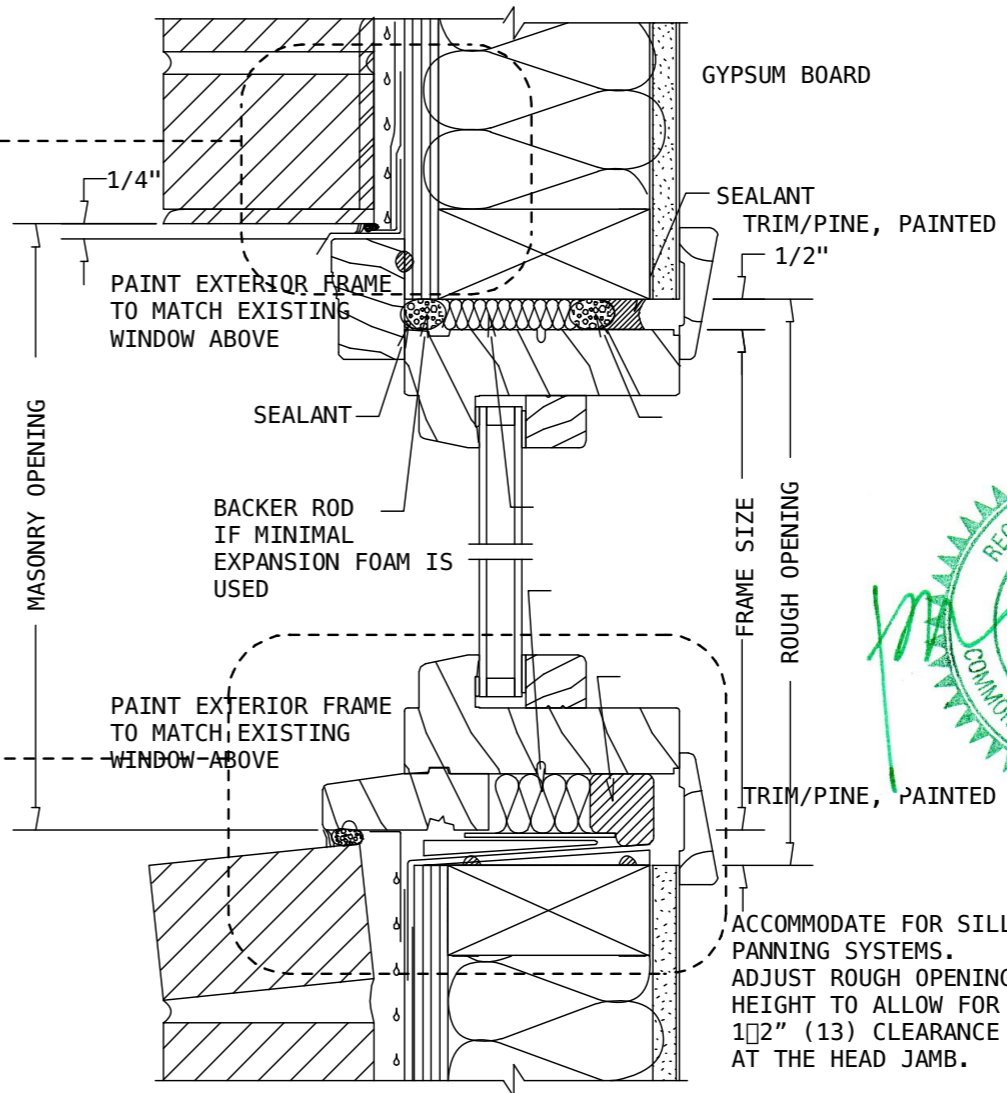 GYPSUM BOARD
1/4"
SEALANT
TRIM/PINE, PAINTED
1/2"
PAINT EXTERIOR FRAME
TO MATCH EXISTING
WINDOW ABOVE
SEALANT
MASONRY OPENING
BACKER ROD
IF MINIMAL
EXPANSION FOAM IS
USED
FRAME SIZE
ROUGH OPENING
PAINT EXTERIOR FRAME
TO MATCH EXISTING
WINDOW ABOVE
TRIM/PINE, PAINTED
ACCOMMODATE FOR SILL
PANNING SYSTEMS.
ADJUST ROUGH OPENING
HEIGHT TO ALLOW FOR
1▯2” (13) CLEARANCE
AT THE HEAD JAMB.